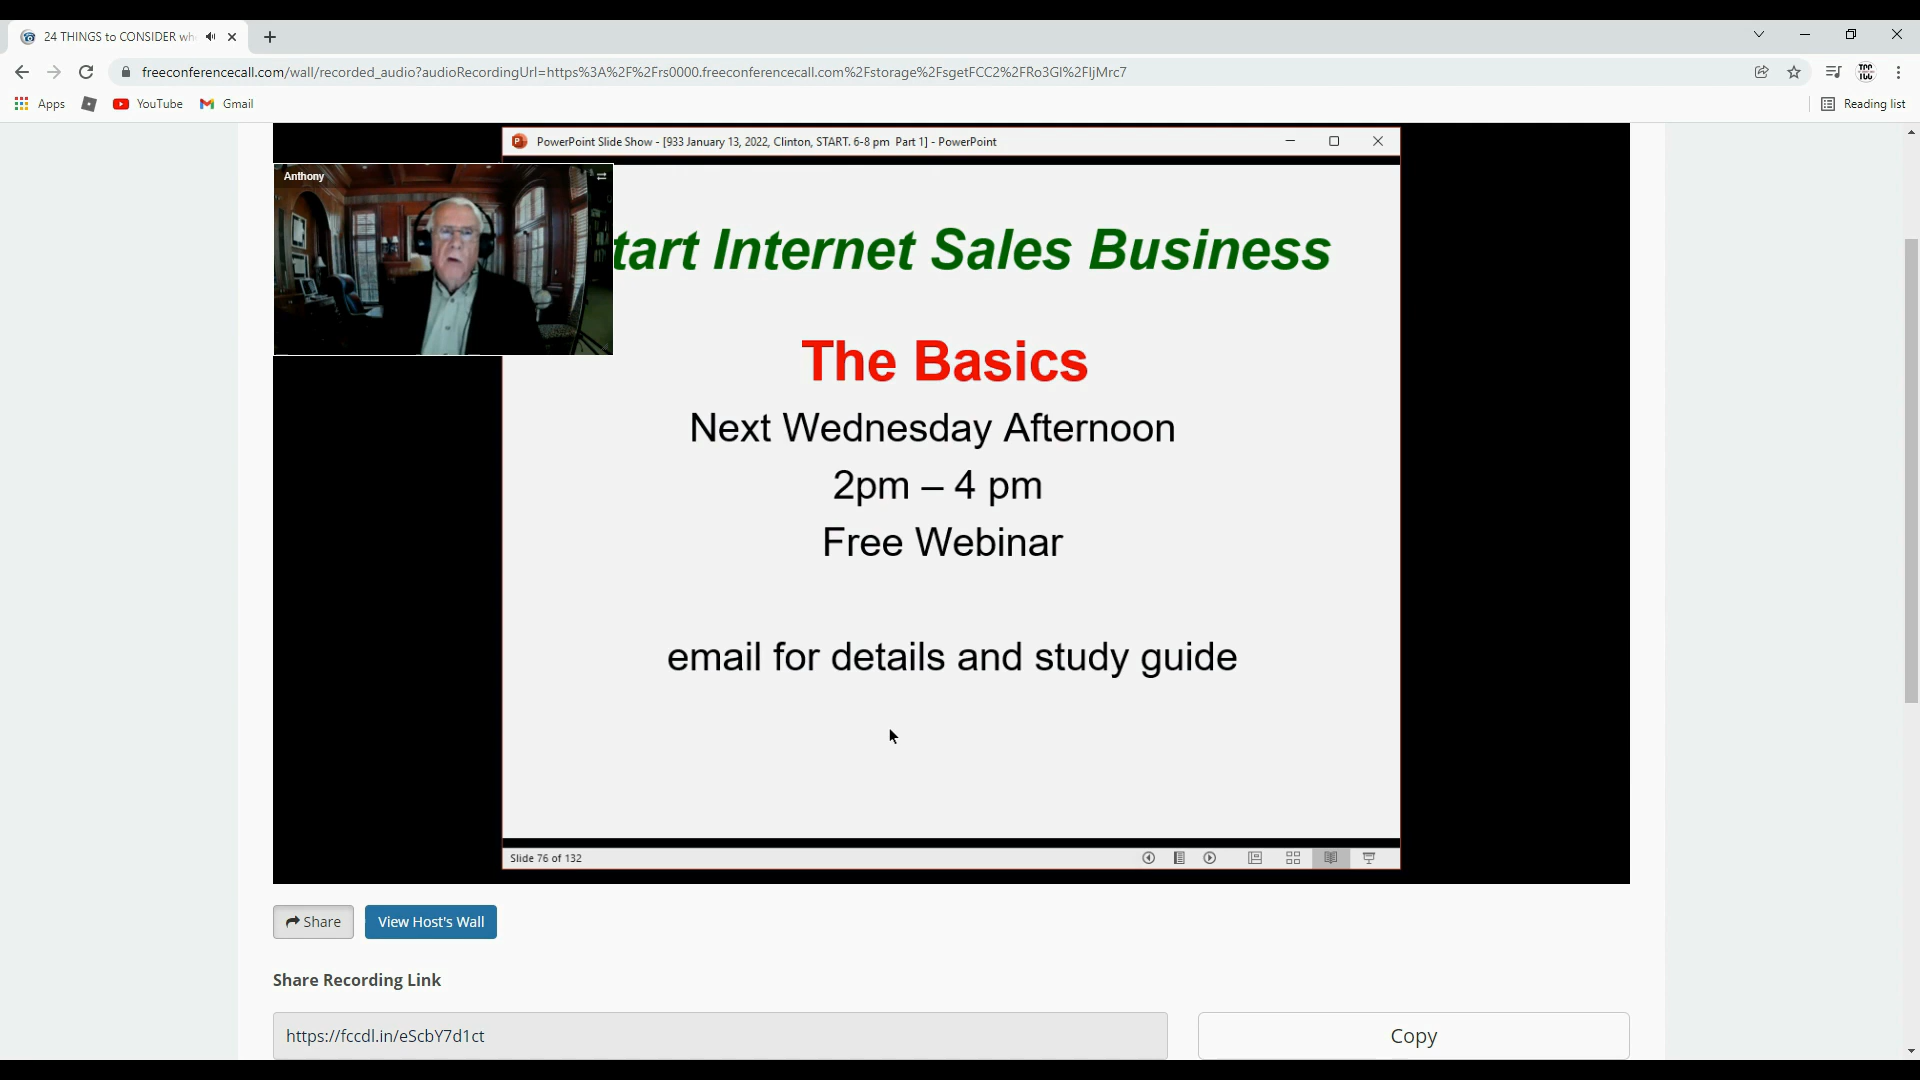 24 THINGS to CONSIDER wh
freeconferencecall.com/wall/recorded_audio?audioRecordingUrl=https%3A%2F%2Frs0000.freeconferencecall.com%2Fstorage%2FsgetFCC2%2FRo3Gl%2FljMrc7
Apps
YouTube
Gmail
Reading list
PowerPoint Slide Show - [933 January 13, 2022, Clinton, START. 6-8 pm Part 1] - PowerPoint
Anthony
tart Internet Sales Business
The Basics
Next Wednesday Afternoon
2pm – 4 pm
Free Webinar
email for details and study guide
Slide 76 of 132
Share
View Host's Wall
Share Recording Link
https://fccdl.in/eScbY7d1ct
Copy